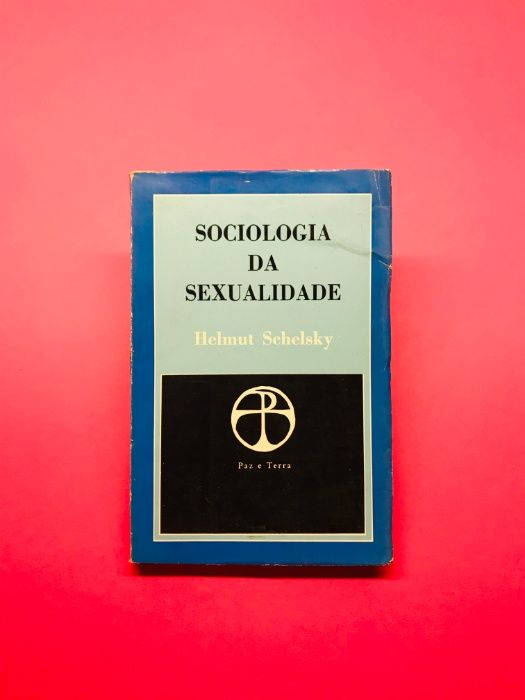 SOCIOLOGIA
DA
SEXUALIDADE
Helmut Schelsky
Paz e Terra